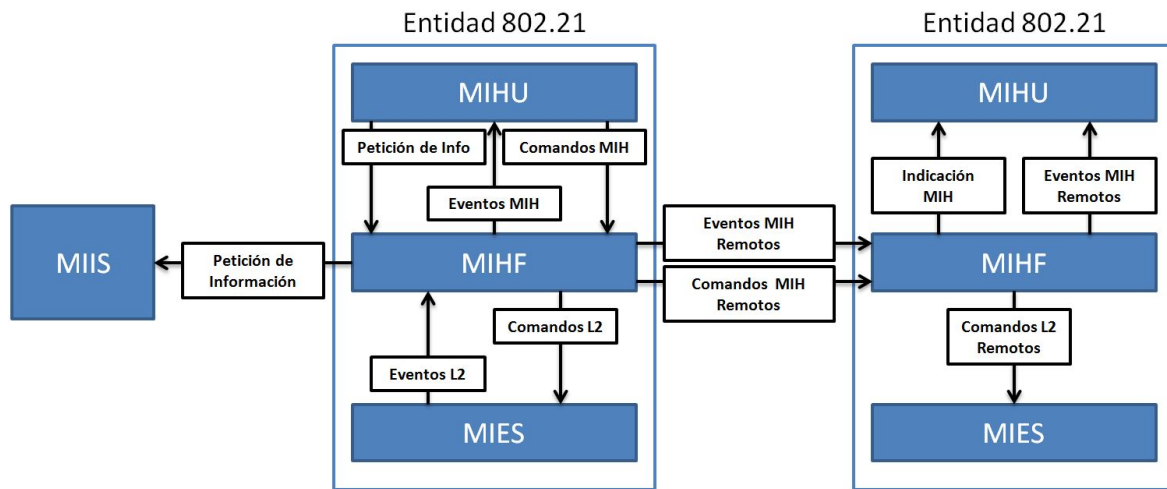 Entidad 802.21
Entidad 802.21
MIHU
MIHU
Petición de Info
Comandos MIH
Indicación
MIH
Eventos MIH
Remotos
Eventos MIH
Eventos MIH
Remotos
MIIS
Petición de
Información
MIHF
MIHF
Comandos MIH
Remotos
Comandos L2
Comandos L2
Remotos
Eventos L2
MIES
MIES